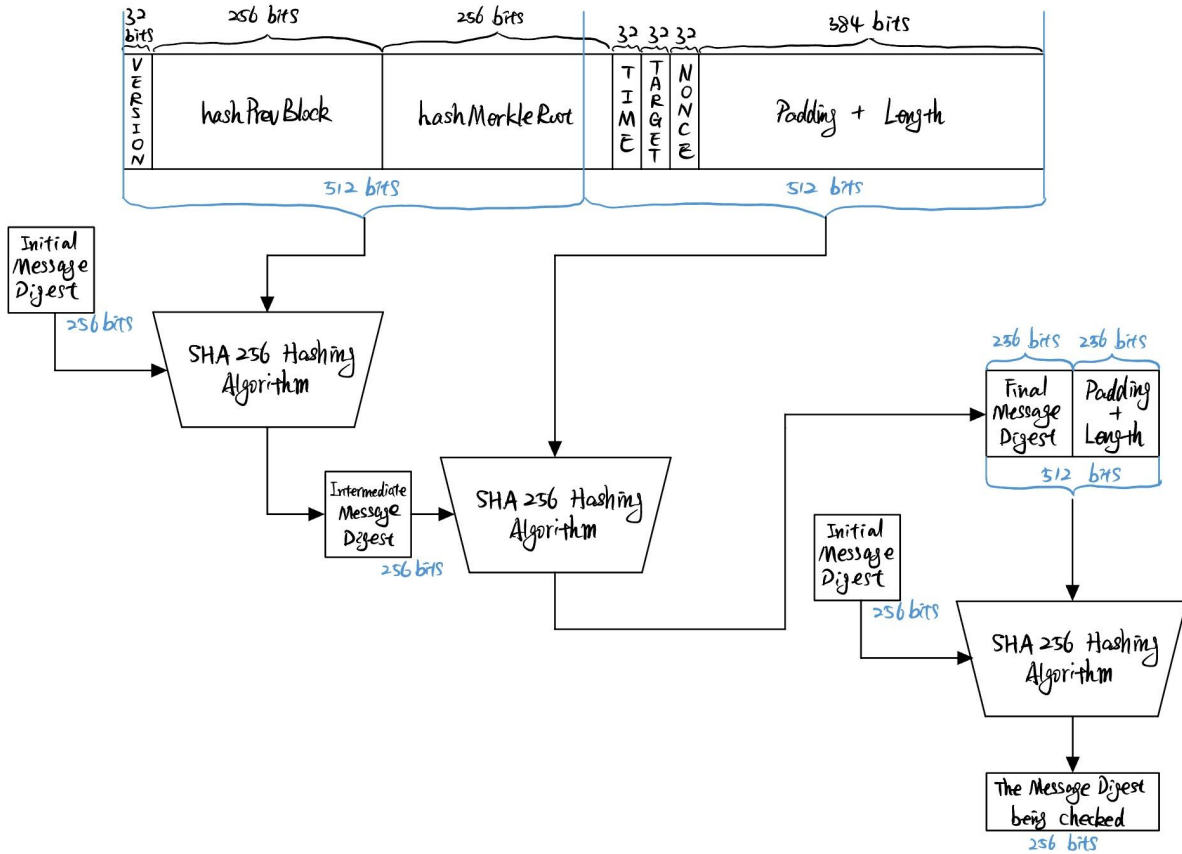 32
bits
256 bits
256 bits
32
32
32
384 bits
VERSION
hashPrevBlock
hashMerkleRoot
TIME
TARGET
NONCE
Padding + Length
512 bits
512 bits
Initial
Message
Digest
256 bits
SHA 256 Hashing
Algorithm
Intermediate
Message
Digest
256 bits
SHA 256 Hashing
Algorithm
256 bits
256 bits
Final
Message
Digest
Padding
+
Length
512 bits
Initial
Message
Digest
256 bits
SHA 256 Hashing
Algorithm
The Message Digest
being checked
256 bits